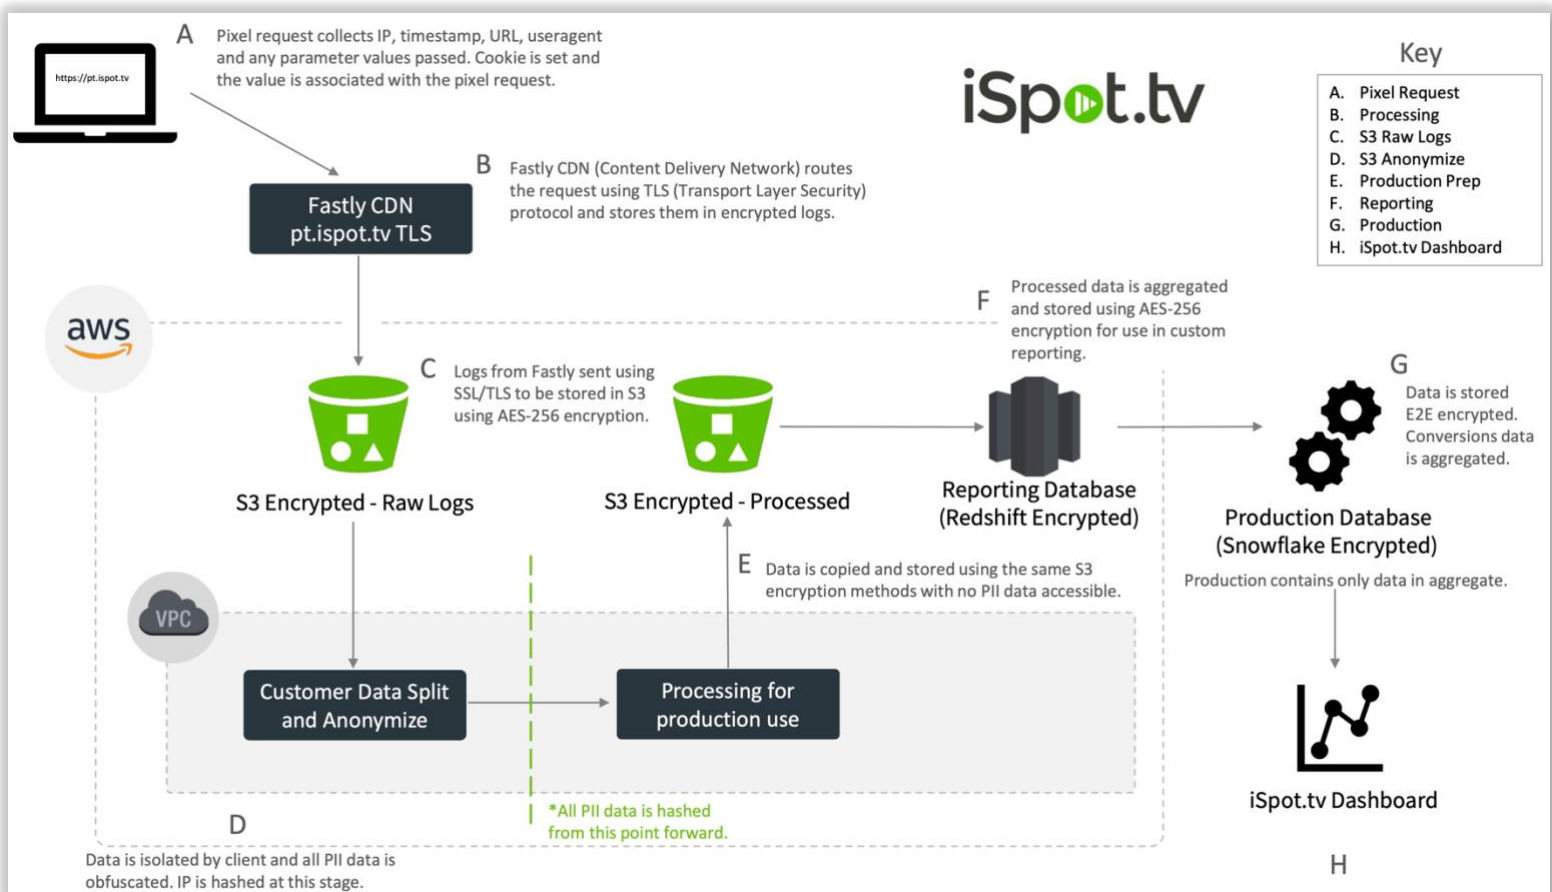 https://pt.ispot.tv
A
Pixel request collects IP, timestamp, URL, useragent
and any parameter values passed. Cookie is set and
the value is associated with the pixel request.
iSpot.tv
Key
A. Pixel Request
B. Processing
C. S3 Raw Logs
D. S3 Anonymize
E. Production Prep
F. Reporting
G. Production
H. iSpot.tv Dashboard
B
Fastly CDN (Content Delivery Network) routes
the request using TLS (Transport Layer Security)
protocol and stores them in encrypted logs.
Fastly CDN
pt.ispot.tv TLS
aws
F
Processed data is aggregated
and stored using AES-256
encryption for use in custom
reporting.
C
Logs from Fastly sent using
SSL/TLS to be stored in S3
using AES-256 encryption.
G
Data is stored
E2E encrypted.
Conversions data
is aggregated.
S3 Encrypted - Raw Logs
S3 Encrypted - Processed
Reporting Database
(Redshift Encrypted)
Production Database
(Snowflake Encrypted)
Production contains only data in aggregate.
E
Data is copied and stored using the same S3
encryption methods with no PII data accessible.
VPC
Customer Data Split
and Anonymize
Processing for
production use
*All PII data is hashed
from this point forward.
iSpot.tv Dashboard
D
Data is isolated by client and all PII data is
obfuscated. IP is hashed at this stage.
H